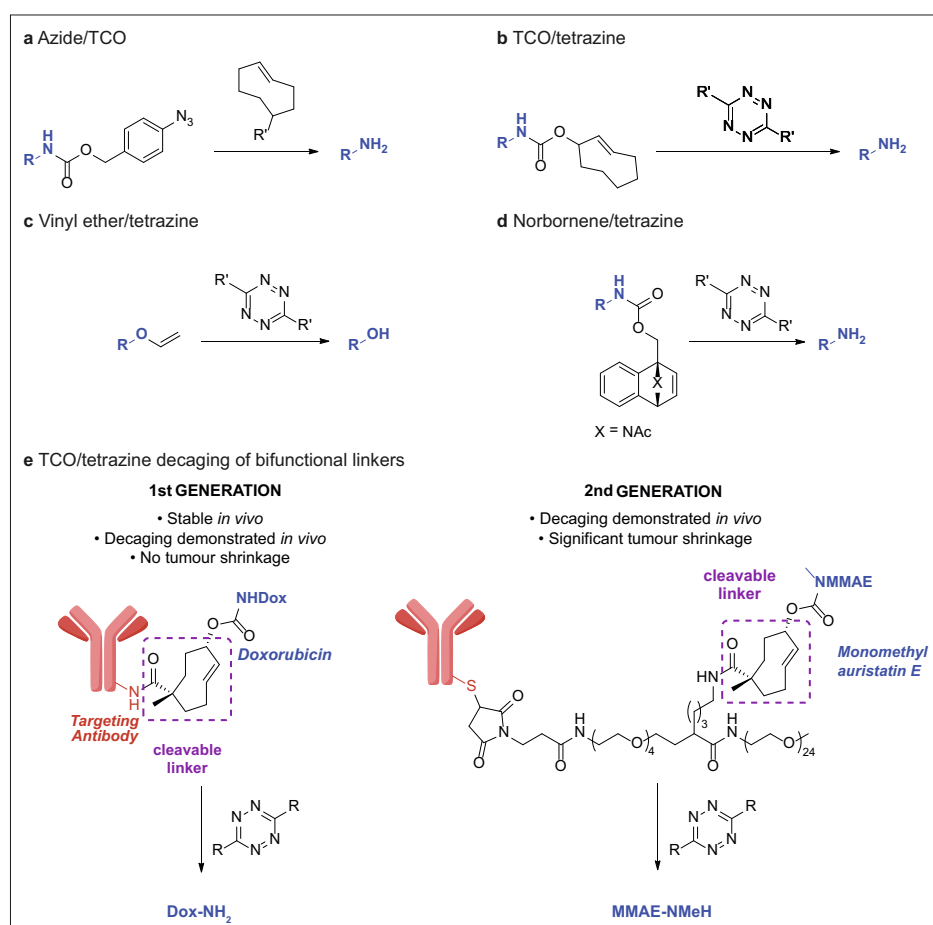 a Azide/TCO
R'
N₃
H
N
R
O
O
R-NH₂
b TCO/tetrazine
R'
N
N
N
N
R'
H
N
R
O
O
R-NH₂
c Vinyl ether/tetrazine
R'
N
N
N
N
R'
R
O
R-OH
d Norbornene/tetrazine
H
N
R
O
O
X
R'
N
N
N
N
R'
R-NH₂
X = NAc
e TCO/tetrazine decaging of bifunctional linkers
1st GENERATION
• Stable in vivo
• Decaging demonstrated in vivo
• No tumour shrinkage
NHDox
O
O
Doxorubicin
O
N
H
Targeting
Antibody
cleavable
linker
R
N
N
N
N
R
Dox-NH₂
2nd GENERATION
• Decaging demonstrated in vivo
• Significant tumour shrinkage
cleavable
linker
NMMAE
O
O
Monomethyl
auristatin E
O
H
N
S
O
N
O
O
H
N
O
4
3
O
H
N
O
24
R
N
N
N
N
R
MMAE-NMeH